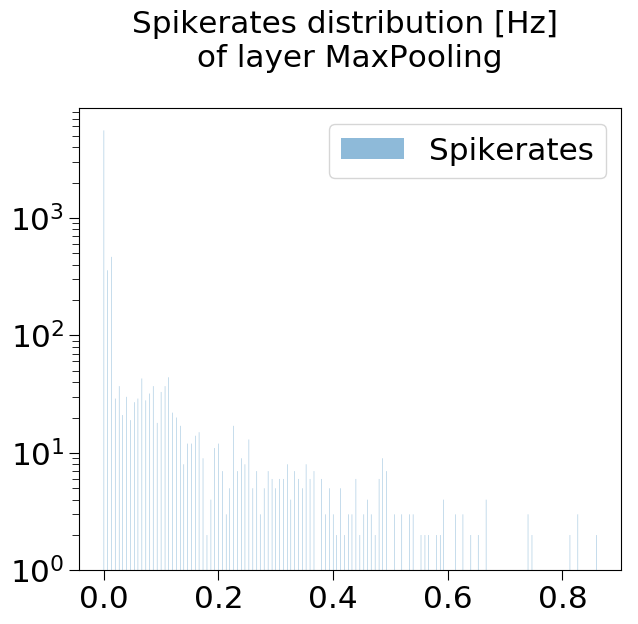 Spikerates distribution [Hz]
of layer MaxPooling
Spikerates
10³
10²
10¹
10⁰
0.0 0.2 0.4 0.6 0.8